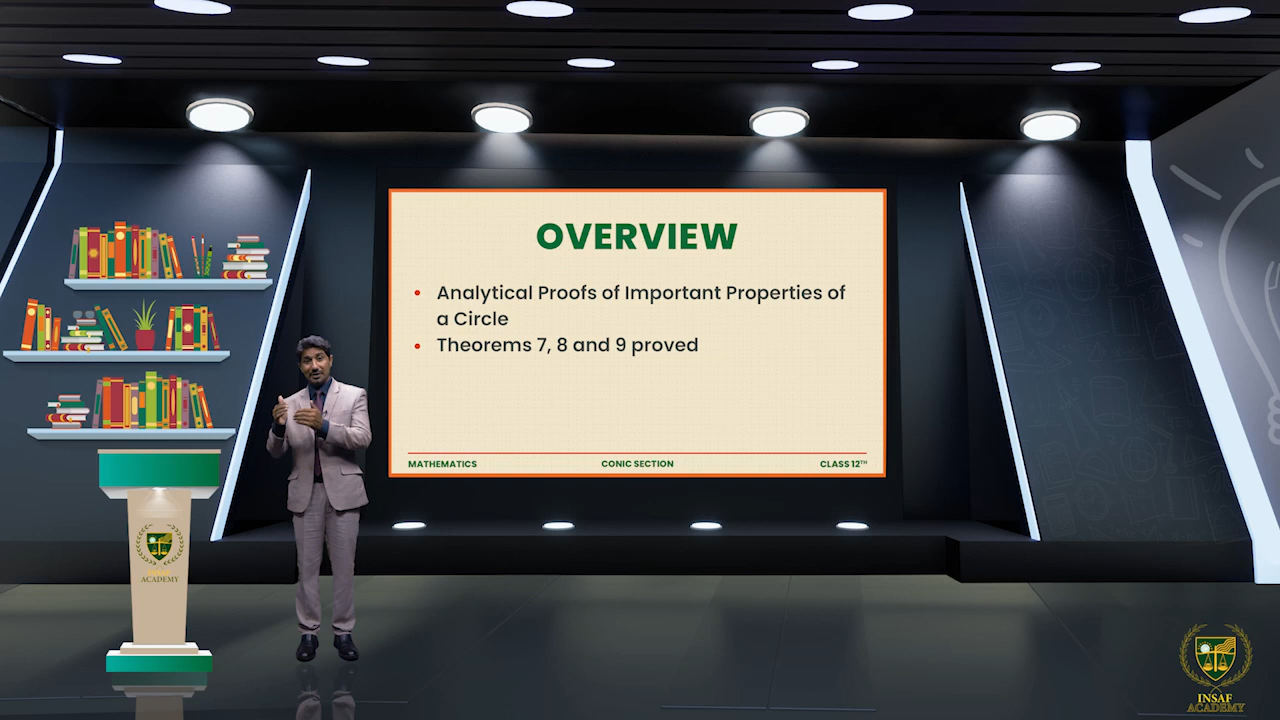 OVERVIEW
• Analytical Proofs of Important Properties of
a Circle
• Theorems 7, 8 and 9 proved
MATHEMATICS CONIC SECTION CLASS 12TH
INSAF
ACADEMY
INSAF
ACADEMY